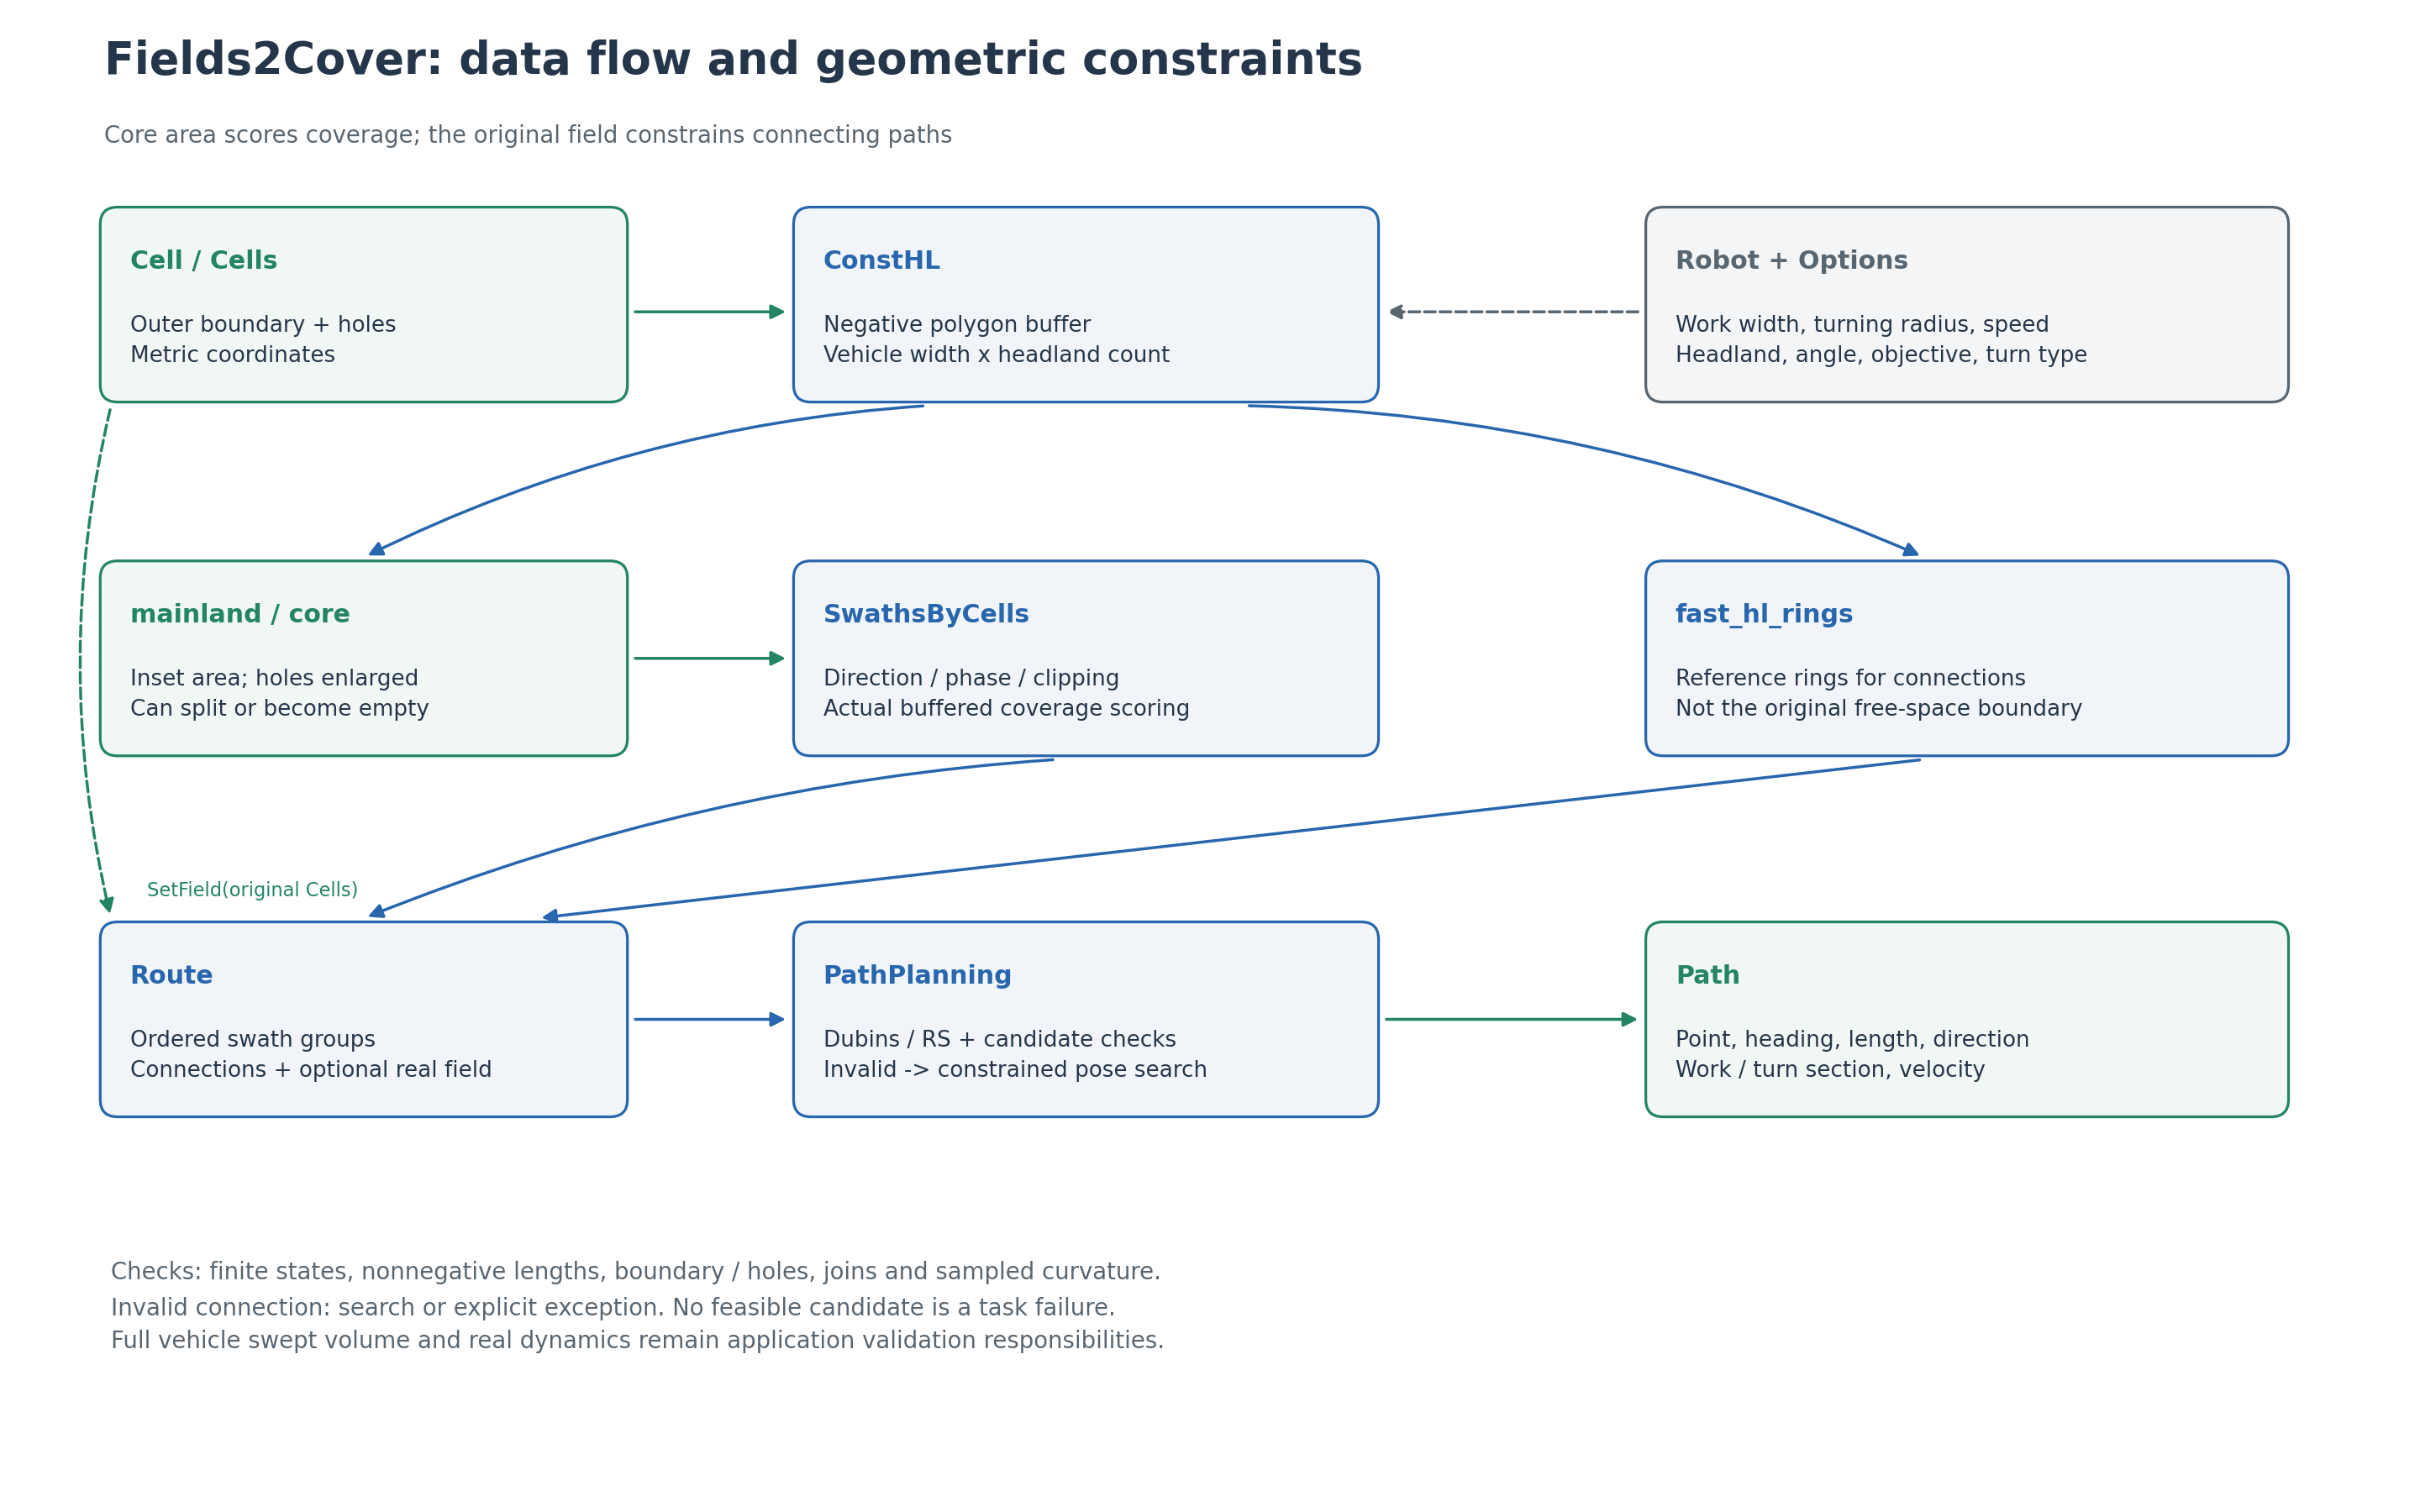 Fields2Cover: data flow and geometric constraints
Core area scores coverage; the original field constrains connecting paths
Cell / Cells
Outer boundary + holes
Metric coordinates
ConstHL
Negative polygon buffer
Vehicle width x headland count
Robot + Options
Work width, turning radius, speed
Headland, angle, objective, turn type
mainland / core
Inset area; holes enlarged
Can split or become empty
SwathsByCells
Direction / phase / clipping
Actual buffered coverage scoring
fast_hl_rings
Reference rings for connections
Not the original free-space boundary
SetField(original Cells)
Route
Ordered swath groups
Connections + optional real field
PathPlanning
Dubins / RS + candidate checks
Invalid -> constrained pose search
Path
Point, heading, length, direction
Work / turn section, velocity
Checks: finite states, nonnegative lengths, boundary / holes, joins and sampled curvature.
Invalid connection: search or explicit exception. No feasible candidate is a task failure.
Full vehicle swept volume and real dynamics remain application validation responsibilities.